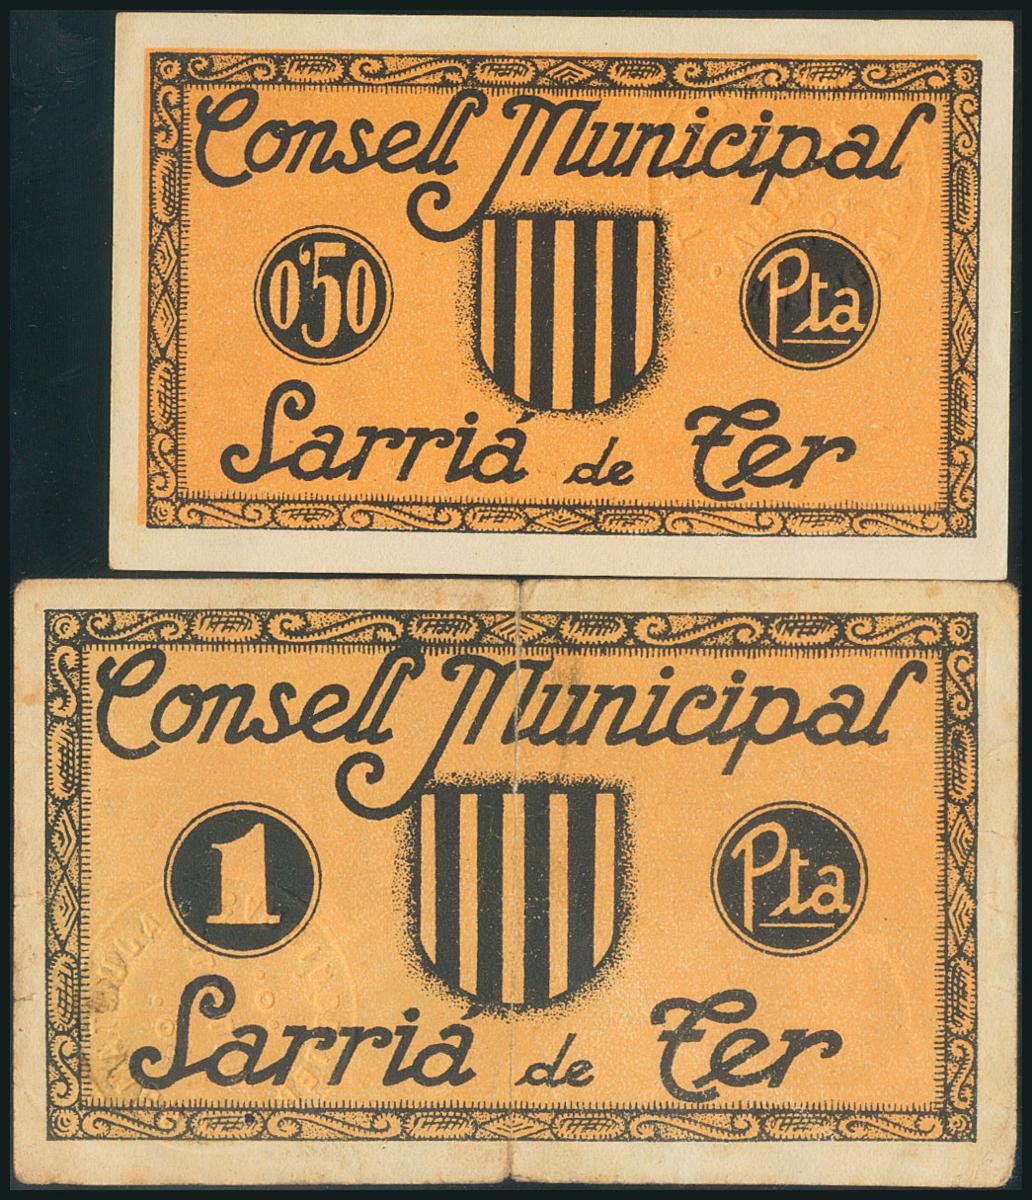 Consell Municipal
0'50
Pta
Sarriá de Ter
Consell Municipal
1
Pta
Sarriá de Ter